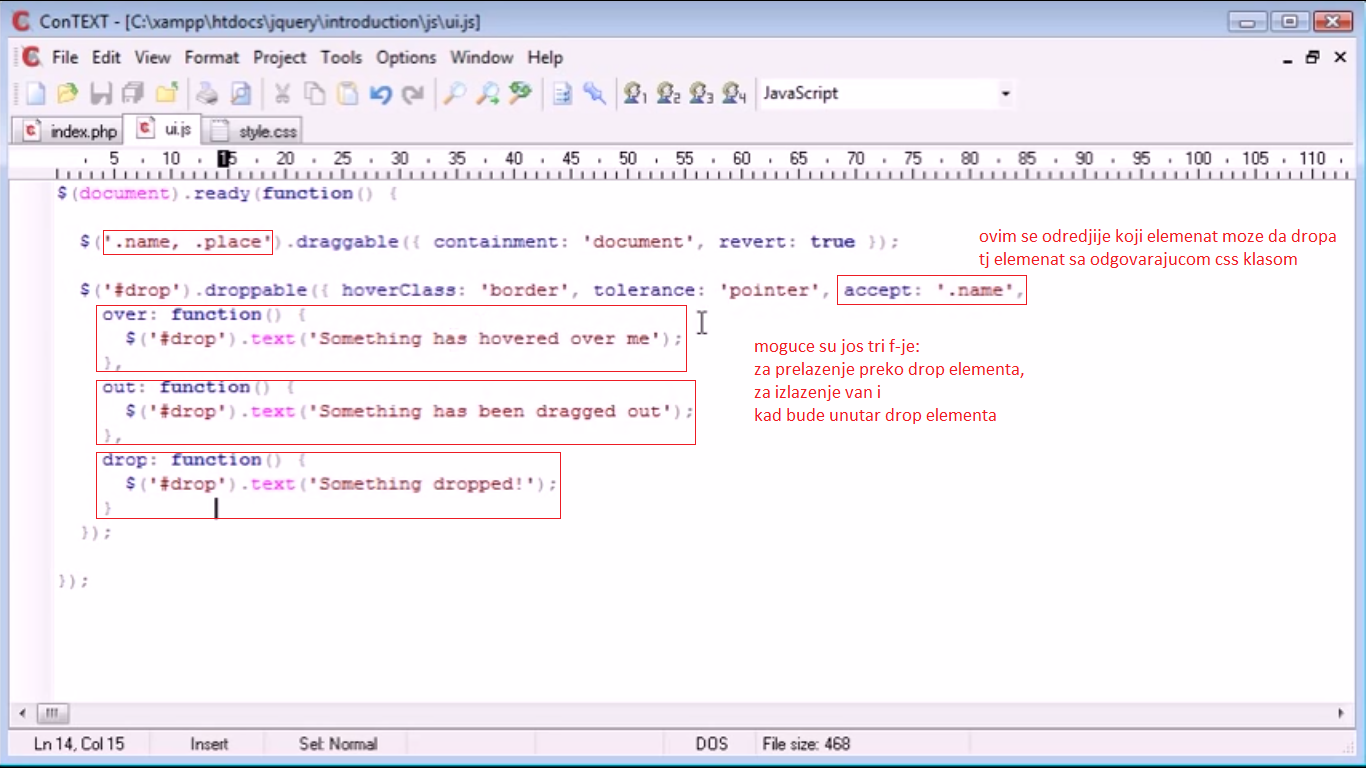 ConTEXT - [C:\xampp\htdocs\jquery\introduction\js\ui.js]
File Edit View Format Project Tools Options Window Help
1 2 3 4 JavaScript
index.php ui.js style.css
5 10 15 20 25 30 35 40 45 50 55 60 65 70 75 80 85 90 95 100 105 110
$(document).ready(function() {
$('.name, .place').draggable({ containment: 'document', revert: true });
ovim se odredjije koji elemenat moze da dropa
tj elemenat sa odgovarajucom css klasom
$('#drop').droppable({ hoverClass: 'border', tolerance: 'pointer', accept: '.name',
over: function() {
$('#drop').text('Something has hovered over me');
},
out: function() {
$('#drop').text('Something has been dragged out');
},
drop: function() {
$('#drop').text('Something dropped!');
}
});
});
moguce su jos tri f-je:
za prelazenje preko drop elementa,
za izlazenje van i
kad bude unutar drop elementa
Ln 14, Col 15 Insert Sel: Normal DOS File size: 468